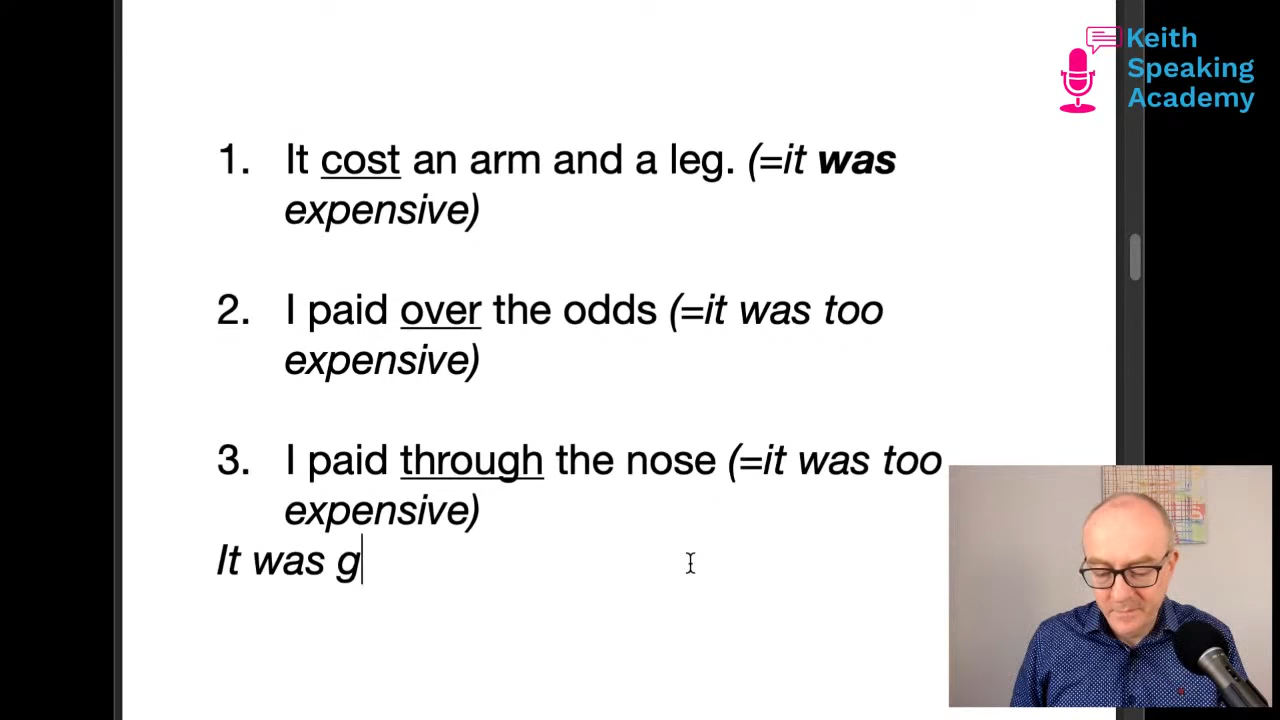 Keith
Speaking
Academy
1. It cost an arm and a leg. (=it was
expensive)
2. I paid over the odds (=it was too
expensive)
3. I paid through the nose (=it was too
expensive)
It was g